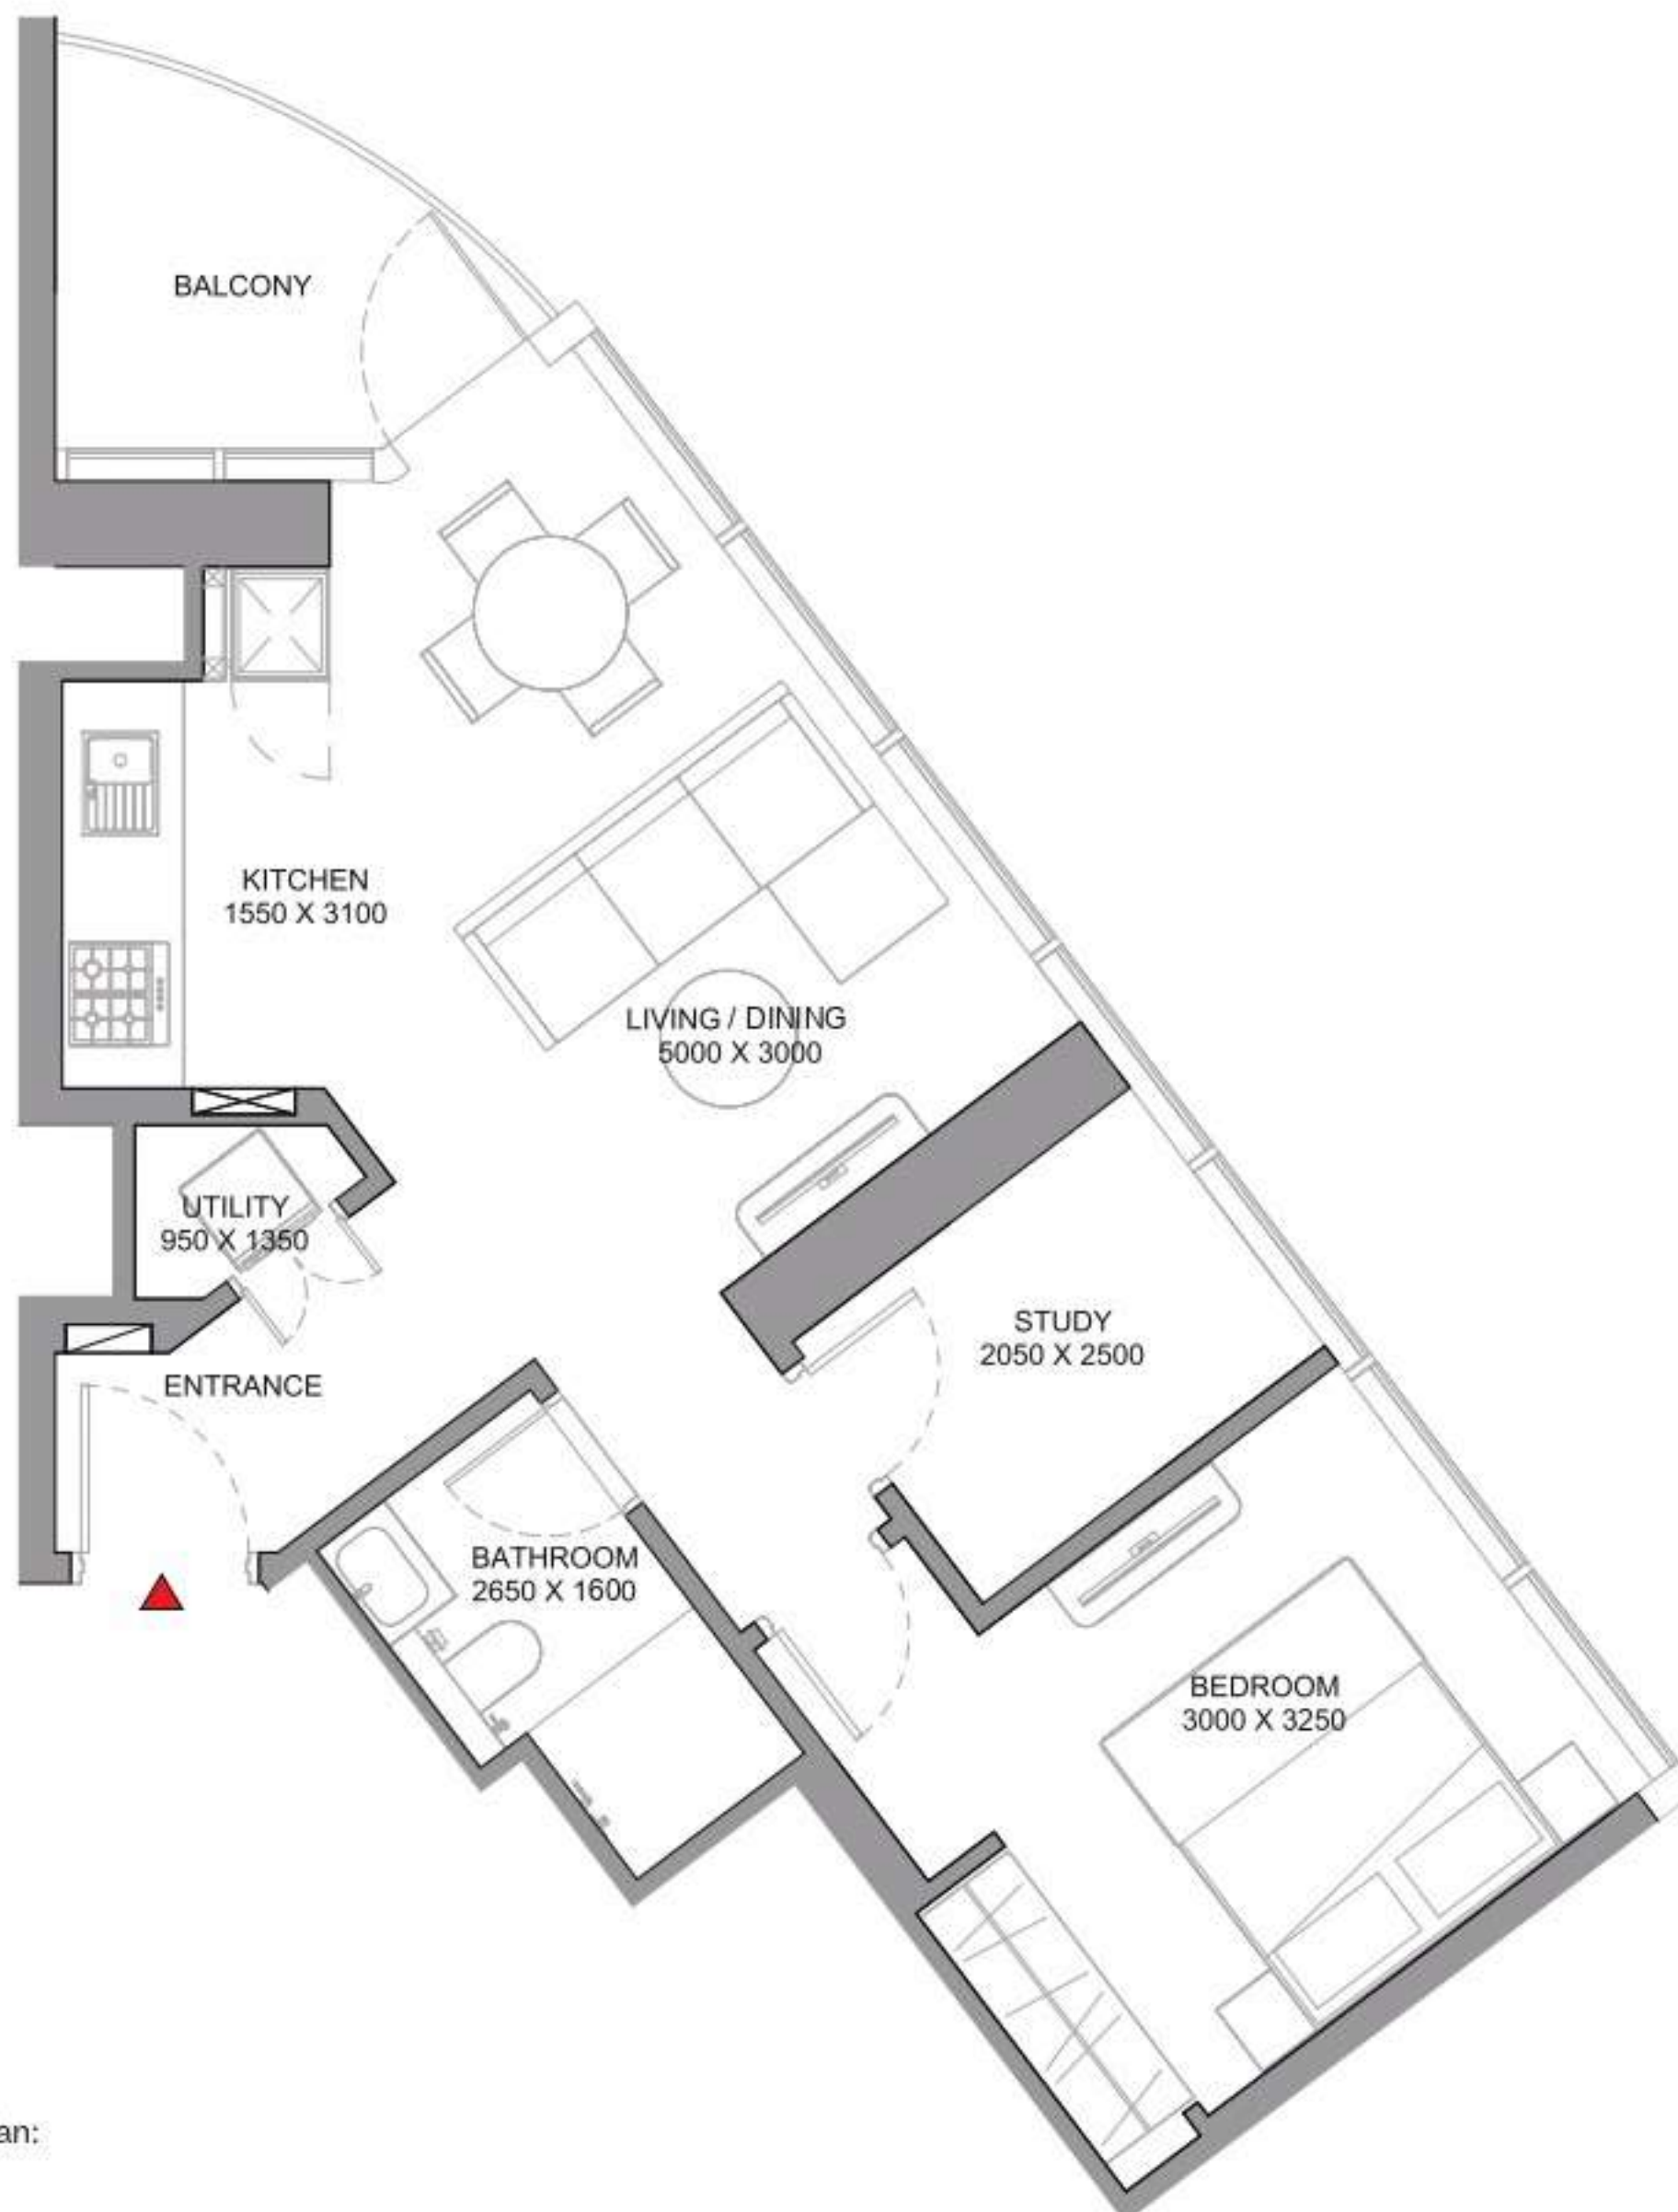 BALCONY
KITCHEN
1550 X 3100
LIVING / DINING
5000 X 3000
UTILITY
950 X 1350
ENTRANCE
STUDY
2050 X 2500
BATHROOM
2650 X 1600
BEDROOM
3000 X 3250
an: